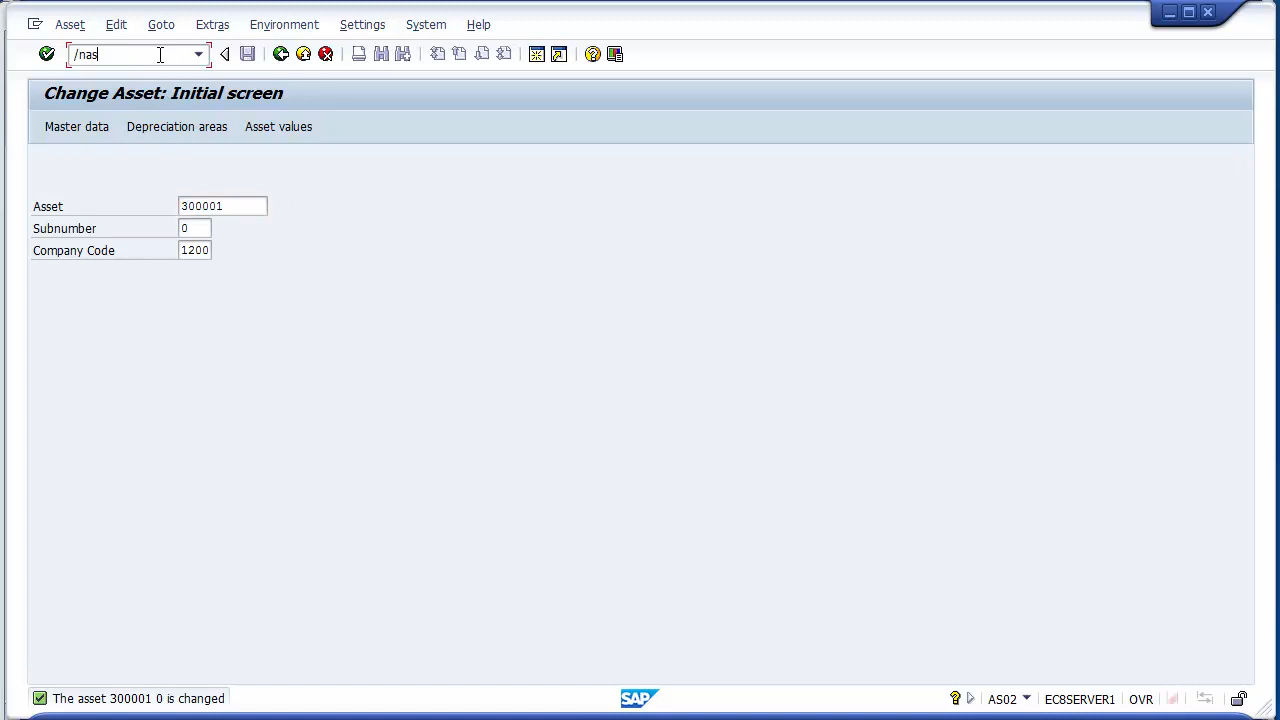 Asset Edit Goto Extras Environment Settings System Help
/nas
Change Asset: Initial screen
Master data Depreciation areas Asset values
Asset 300001
Subnumber 0
Company Code 1200
The asset 300001 0 is changed SAP AS02 EC8SERVER1 OVR